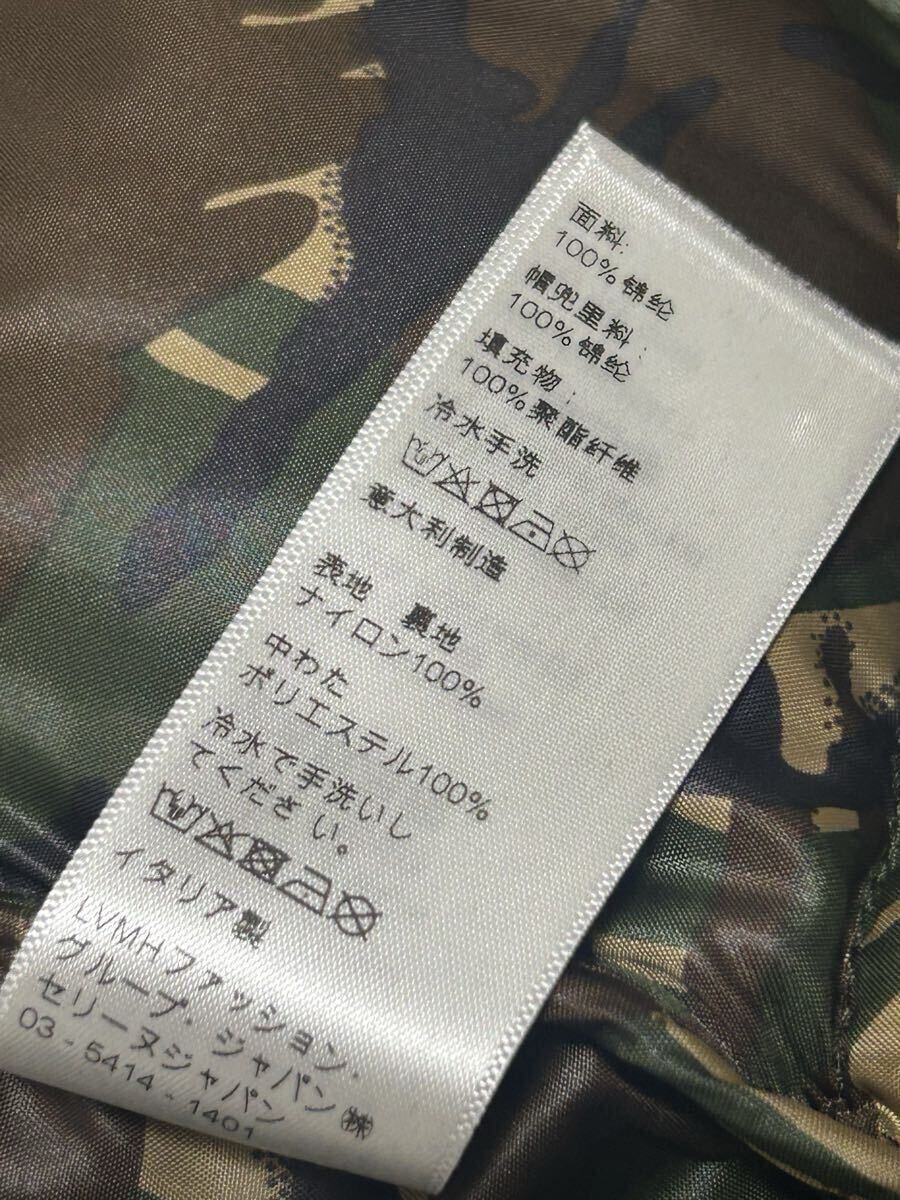 面料:
100%锦纶
帽兜里料:
100%锦纶
填充物:
100%聚酯纤维
冷水手洗
意大利制造
表地 裏地
ナイロン100%
中わた
ポリエステル100%
冷水で手洗いし
てください。
イタリア製
LVMHファッション・
グループ・ジャパン㈱
セリーヌジャパン
03-5414-1401